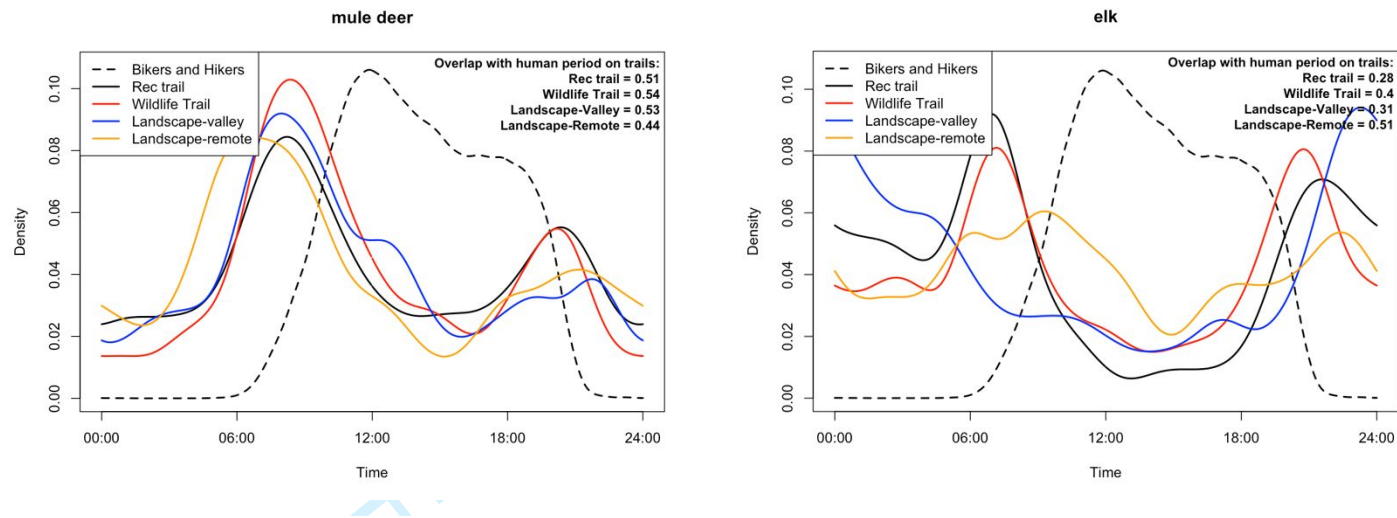 mule deer
Bikers and Hikers
Rec trail
Wildlife Trail
Landscape-valley
Landscape-remote
Overlap with human period on trails:
Rec trail = 0.51
Wildlife Trail = 0.54
Landscape-Valley = 0.53
Landscape-Remote = 0.44
Density
0.10
0.08
0.06
0.04
0.02
0.00
00:00 06:00 12:00 18:00 24:00
Time
elk
Bikers and Hikers
Rec trail
Wildlife Trail
Landscape-valley
Landscape-remote
Overlap with human period on trails:
Rec trail = 0.28
Wildlife Trail = 0.4
Landscape-Valley = 0.31
Landscape-Remote = 0.51
Density
0.10
0.08
0.06
0.04
0.02
0.00
00:00 06:00 12:00 18:00 24:00
Time